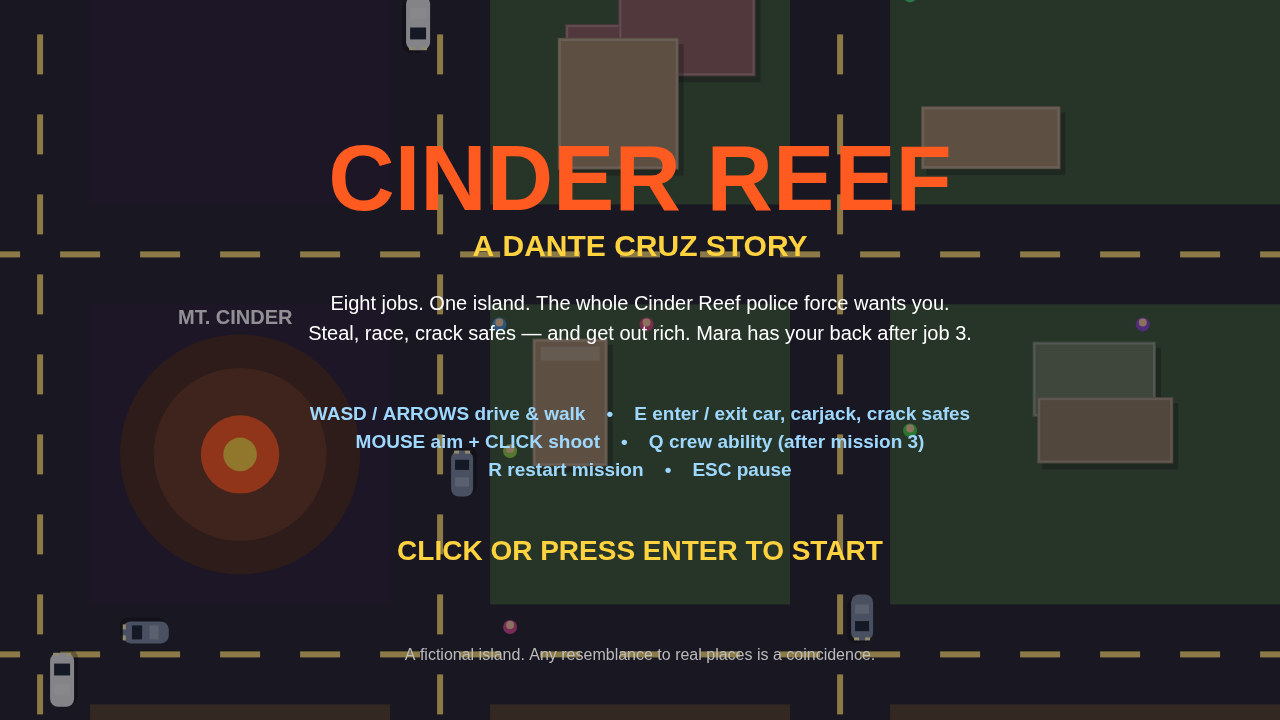 CINDER REEF
A DANTE CRUZ STORY
Eight jobs. One island. The whole Cinder Reef police force wants you.
MT. CINDER
Steal, race, crack safes — and get out rich. Mara has your back after job 3.
WASD / ARROWS drive & walk • E enter / exit car, carjack, crack safes
MOUSE aim + CLICK shoot • Q crew ability (after mission 3)
R restart mission • ESC pause
CLICK OR PRESS ENTER TO START
A fictional island. Any resemblance to real places is a coincidence.